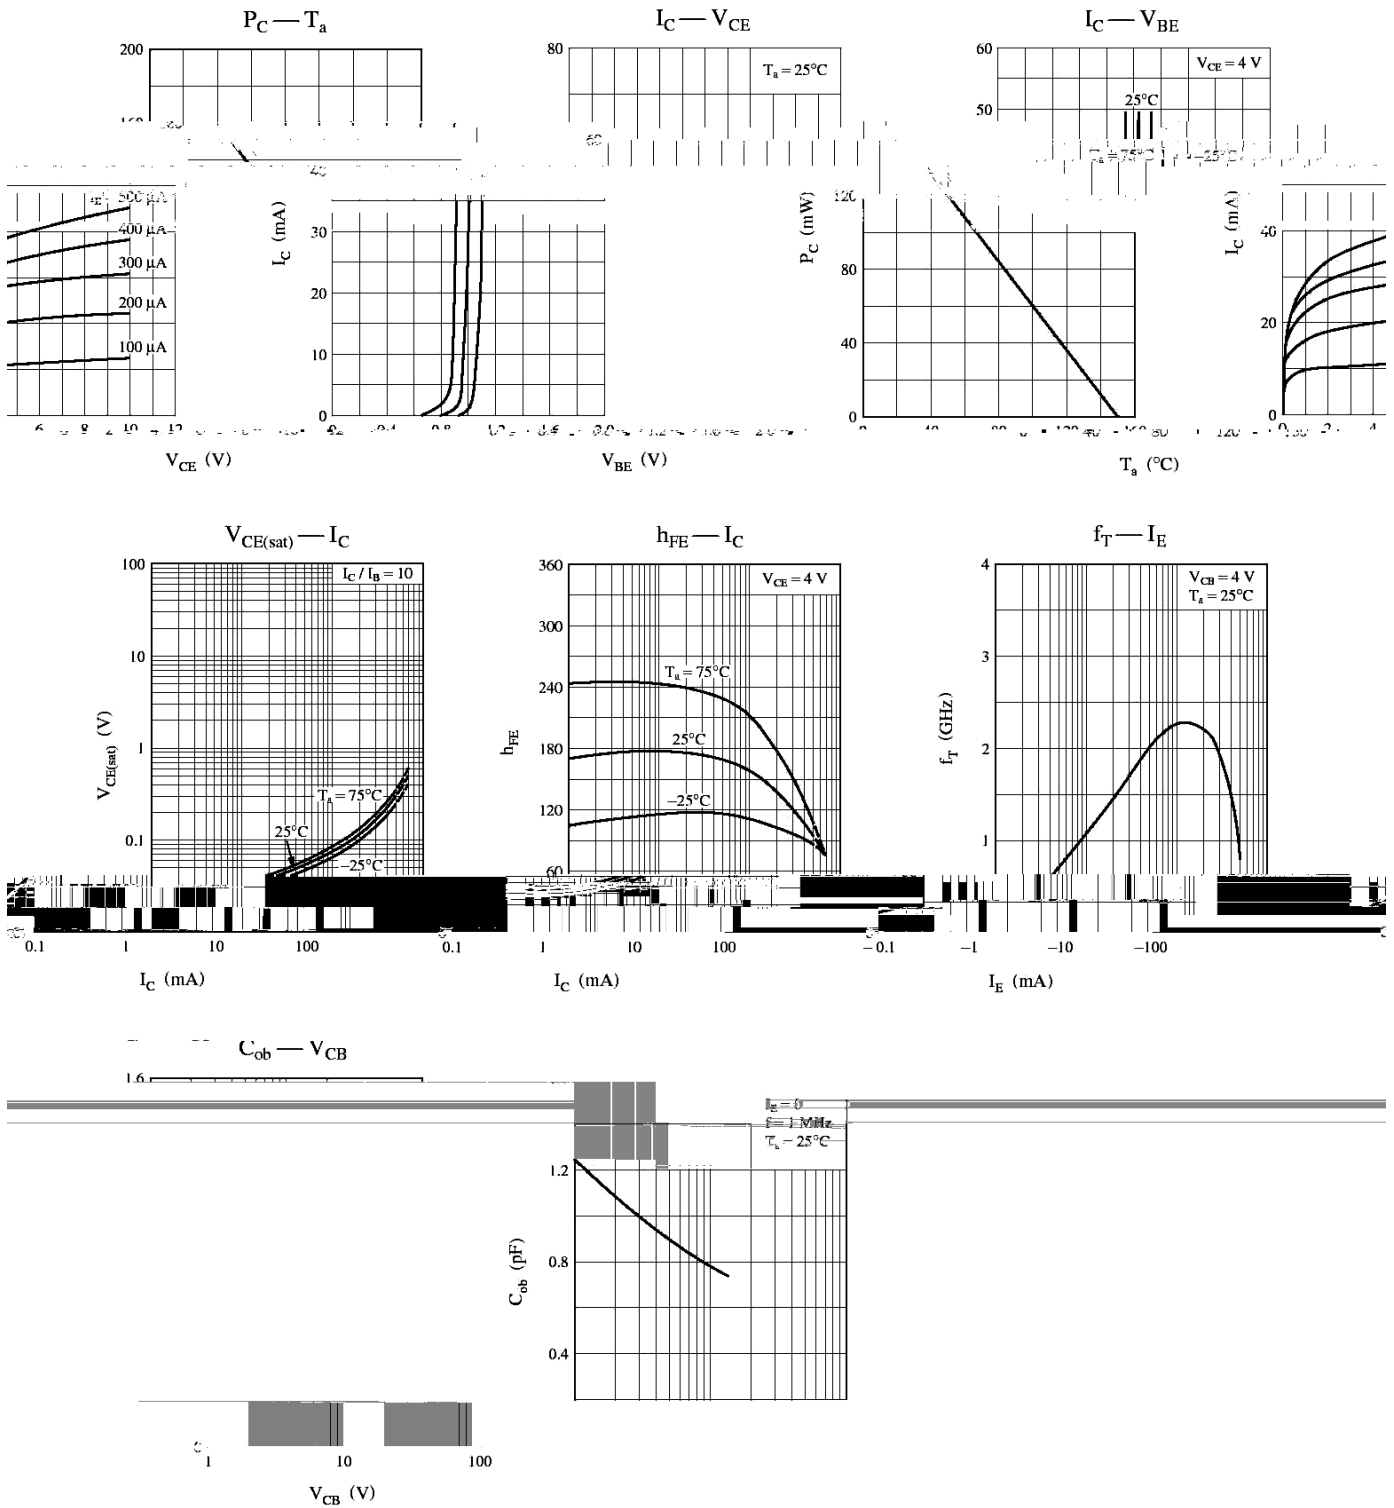 P_C — T_a
I_C — V_CE
I_C — V_BE
200
80
T_a = 25°C
60
V_CE = 4 V
50
25°C
60
500 μA
400 μA
300 μA
200 μA
100 μA
I_C (mA)
30
20
10
0
P_C (mW)
120
80
40
0
I_C (mA)
40
20
0
6 8 10 12
V_CE (V)
V_BE (V)
T_a (°C)
V_CE(sat) — I_C
h_FE — I_C
f_T — I_E
100
I_C / I_B = 10
360
V_CE = 4 V
4
V_CB = 4 V
T_a = 25°C
300
10
3
T_a = 75°C
240
V_CE(sat) (V)
1
h_FE
180
25°C
f_T (GHz)
2
T_a = 75°C
120
−25°C
25°C
0.1
−25°C
60
1
0.1 1 10 100
0.1 1 10 100
−0.1 −1 −10 −100
I_C (mA)
I_C (mA)
I_E (mA)
C_ob — V_CB
1.6
I_E = 0
f = 1 MHz
T_a = 25°C
1.2
C_ob (pF)
0.8
0.4
1 10 100
V_CB (V)